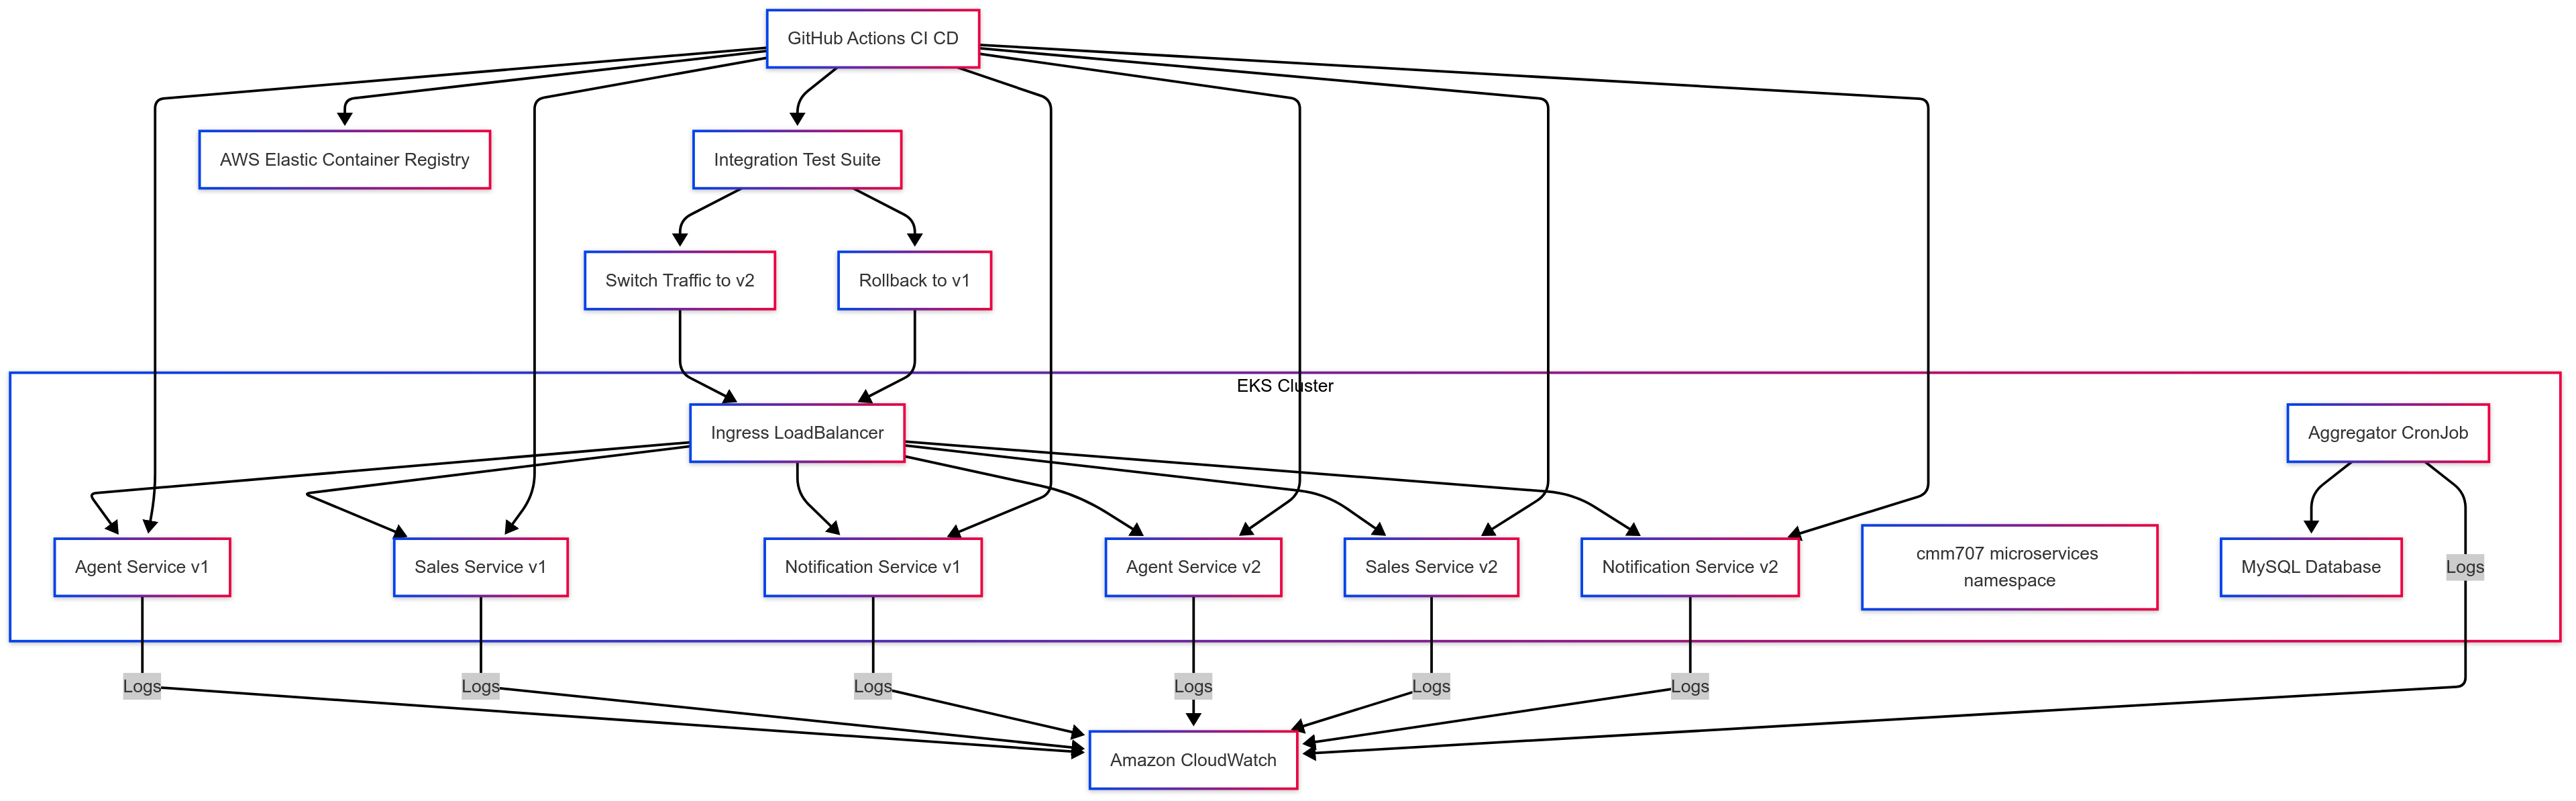 GitHub Actions CI CD
AWS Elastic Container Registry
Integration Test Suite
Switch Traffic to v2
Rollback to v1
EKS Cluster
Ingress LoadBalancer
Aggregator CronJob
Agent Service v1
Sales Service v1
Notification Service v1
Agent Service v2
Sales Service v2
Notification Service v2
cmm707 microservices
namespace
MySQL Database
Logs
Logs
Logs
Logs
Logs
Logs
Logs
Amazon CloudWatch